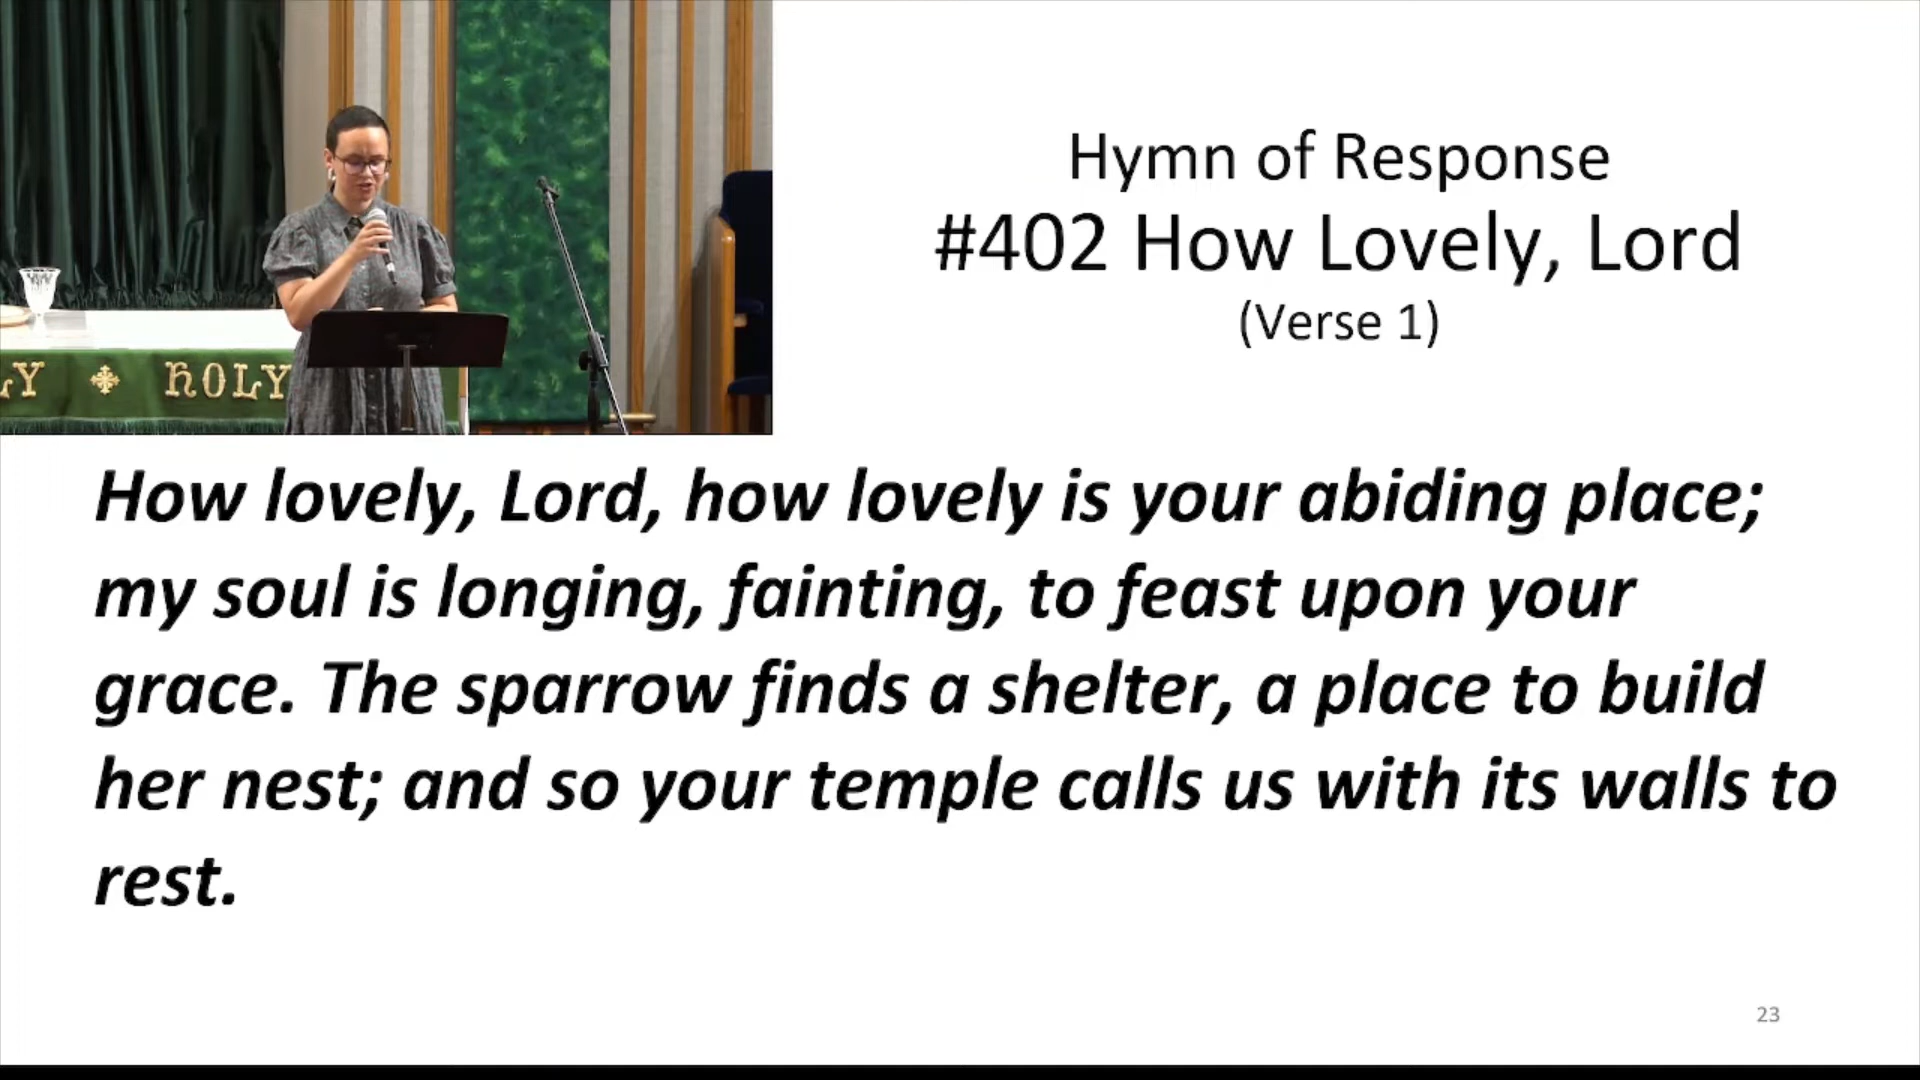 LY HOLY
Hymn of Response
#402 How Lovely, Lord
(Verse 1)
How lovely, Lord, how lovely is your abiding place;
my soul is longing, fainting, to feast upon your
grace. The sparrow finds a shelter, a place to build
her nest; and so your temple calls us with its walls to
rest.
23